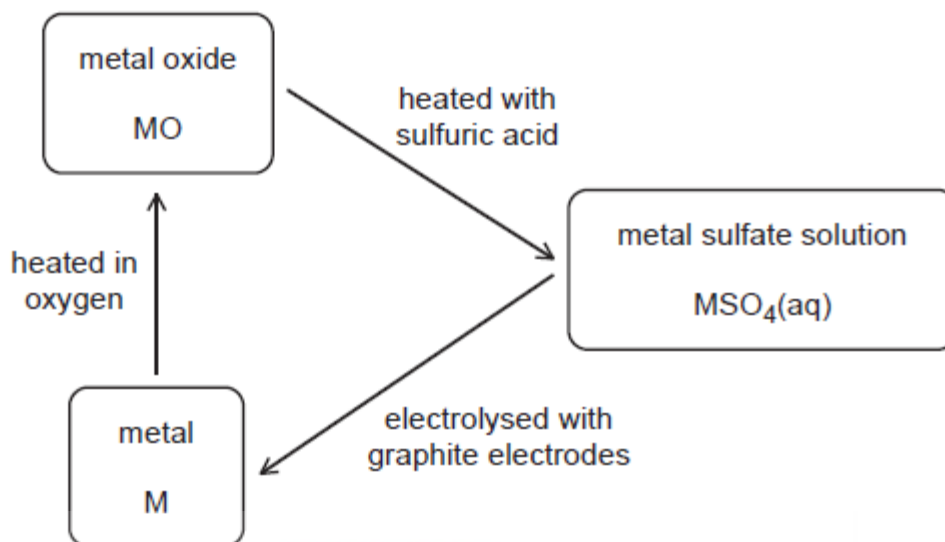 metal oxide
MO
heated with
sulfuric acid
metal sulfate solution
MSO₄(aq)
heated in
oxygen
electrolysed with
graphite electrodes
metal
M